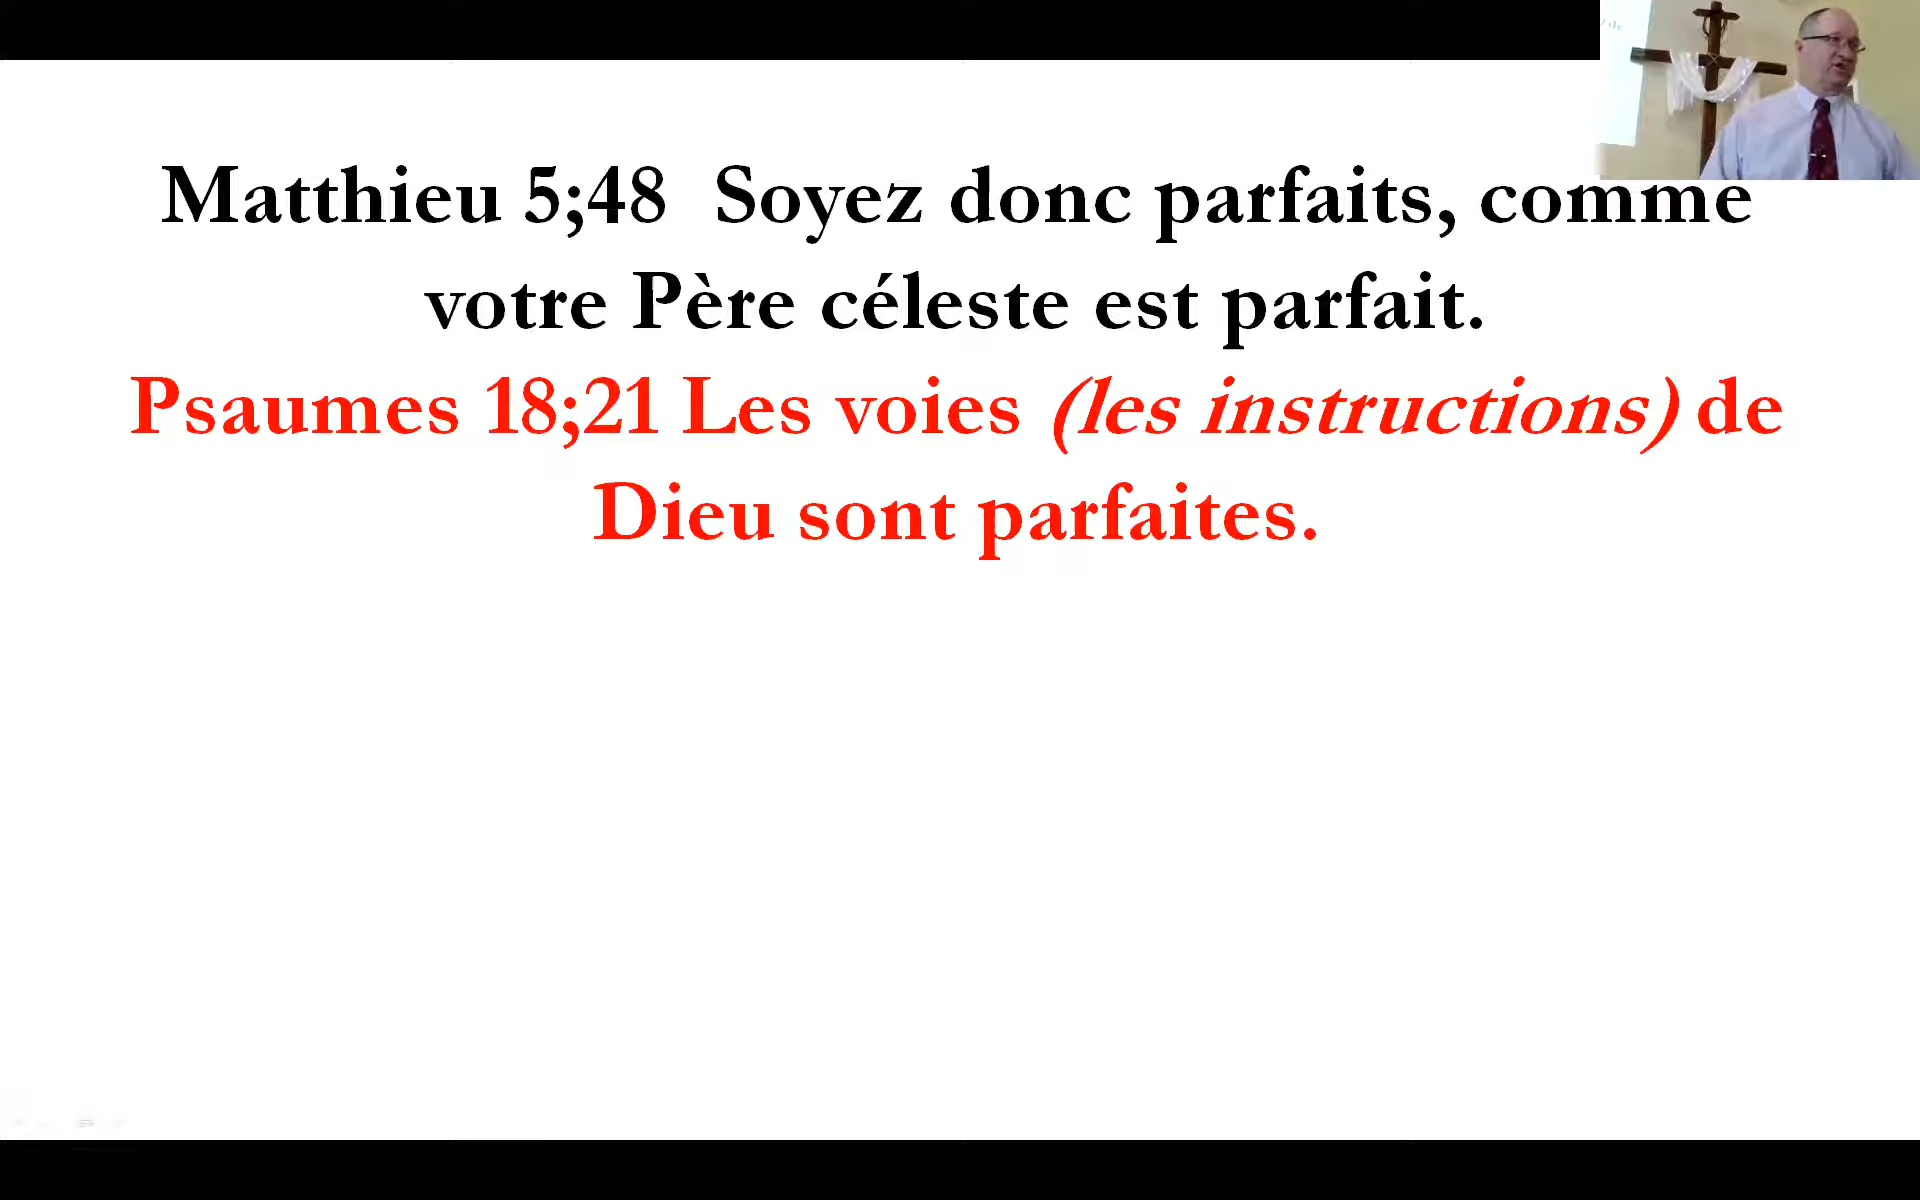 Matthieu 5;48  Soyez donc parfaits, comme
votre Père céleste est parfait.
Psaumes 18;21 Les voies (les instructions) de
Dieu sont parfaites.